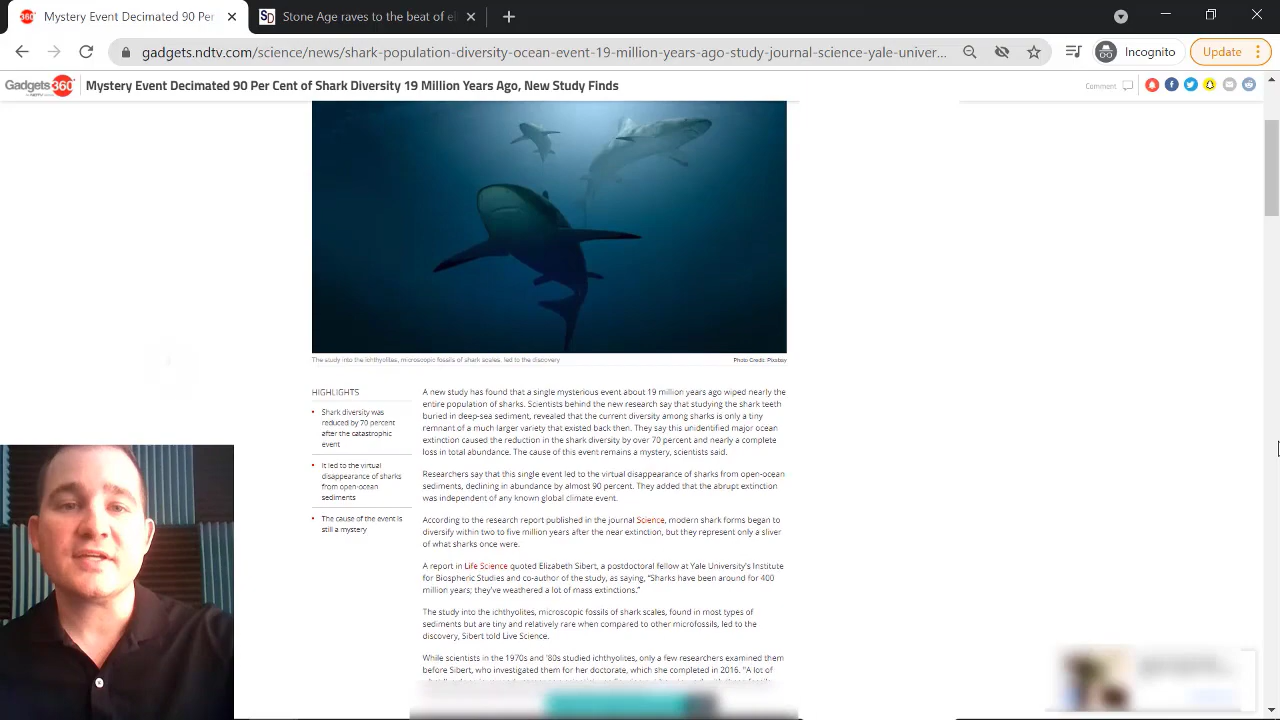 Mystery Event Decimated 90 Per
Stone Age raves to the beat of el
gadgets.ndtv.com/science/news/shark-population-diversity-ocean-event-19-million-years-ago-study-journal-science-yale-univer...
Incognito
Update
Gadgets 360°
Mystery Event Decimated 90 Per Cent of Shark Diversity 19 Million Years Ago, New Study Finds
Comment
The study into the ichthyolites, microscopic fossils of shark scales, led to the discovery
Photo Credit: Pixabay
HIGHLIGHTS
Shark diversity was
reduced by 70 percent
after the catastrophic
event
It led to the virtual
disappearance of sharks
from open-ocean
sediments
The cause of the event is
still a mystery
A new study has found that a single mysterious event about 19 million years ago wiped nearly the
entire population of sharks. Scientists behind the new research say that studying the shark teeth
buried in deep-sea sediment, revealed that the current diversity among sharks is only a tiny
remnant of a much larger variety that existed back then. They say this unidentified major ocean
extinction caused the reduction in the shark diversity by over 70 percent and nearly a complete
loss in total abundance. The cause of this event remains a mystery, scientists said.
Researchers say that this single event led to the virtual disappearance of sharks from open-ocean
sediments, declining in abundance by almost 90 percent. They added that the abrupt extinction
was independent of any known global climate event.
According to the research report published in the journal Science, modern shark forms began to
diversify within two to five million years after the near extinction, but they represent only a sliver
of what sharks once were.
A report in Life Science quoted Elizabeth Sibert, a postdoctoral fellow at Yale University's Institute
for Biospheric Studies and co-author of the study, as saying, "Sharks have been around for 400
million years; they've weathered a lot of mass extinctions."
The study into the ichthyolites, microscopic fossils of shark scales, found in most types of
sediments but are tiny and relatively rare when compared to other microfossils, led to the
discovery, Sibert told Live Science.
While scientists in the 1970s and '80s studied ichthyolites, only a few researchers examined them
before Sibert, who investigated them for her doctorate, which she completed in 2016. "A lot of